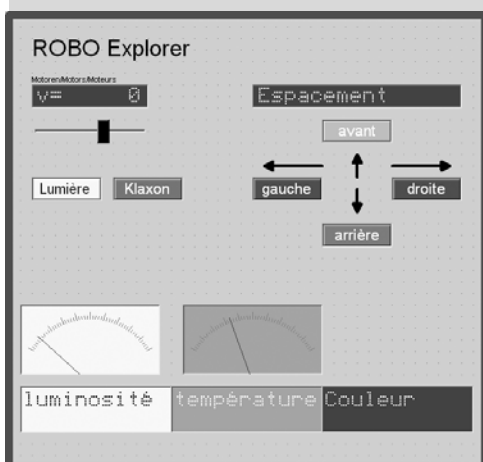 ROBO Explorer
Motoren/Motors/Moteurs
v= 0
Espacement
avant
Lumière Klaxon
gauche droite
arrière
luminosité température Couleur